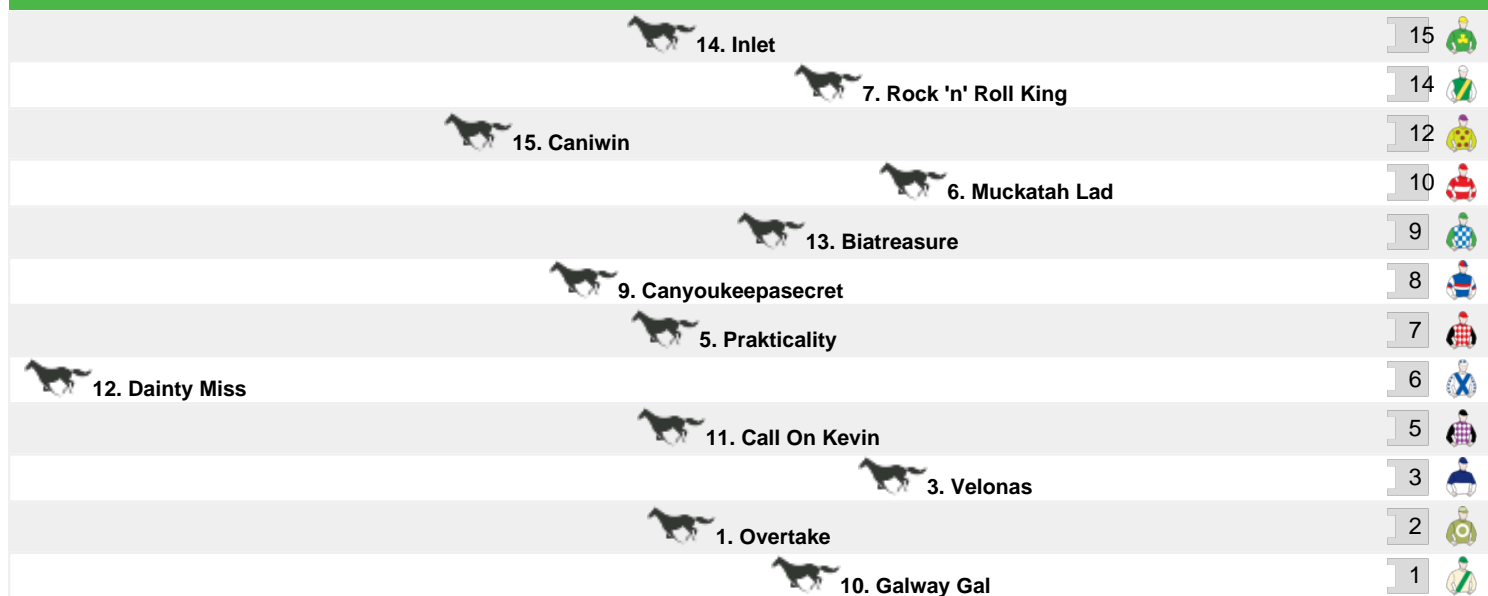 14. Inlet 15
7. Rock 'n' Roll King 14
15. Caniwin 12
6. Muckatah Lad 10
13. Biatreasure 9
9. Canyoukeepasecret 8
5. Prakticality 7
12. Dainty Miss 6
11. Call On Kevin 5
3. Velonas 3
1. Overtake 2
10. Galway Gal 1